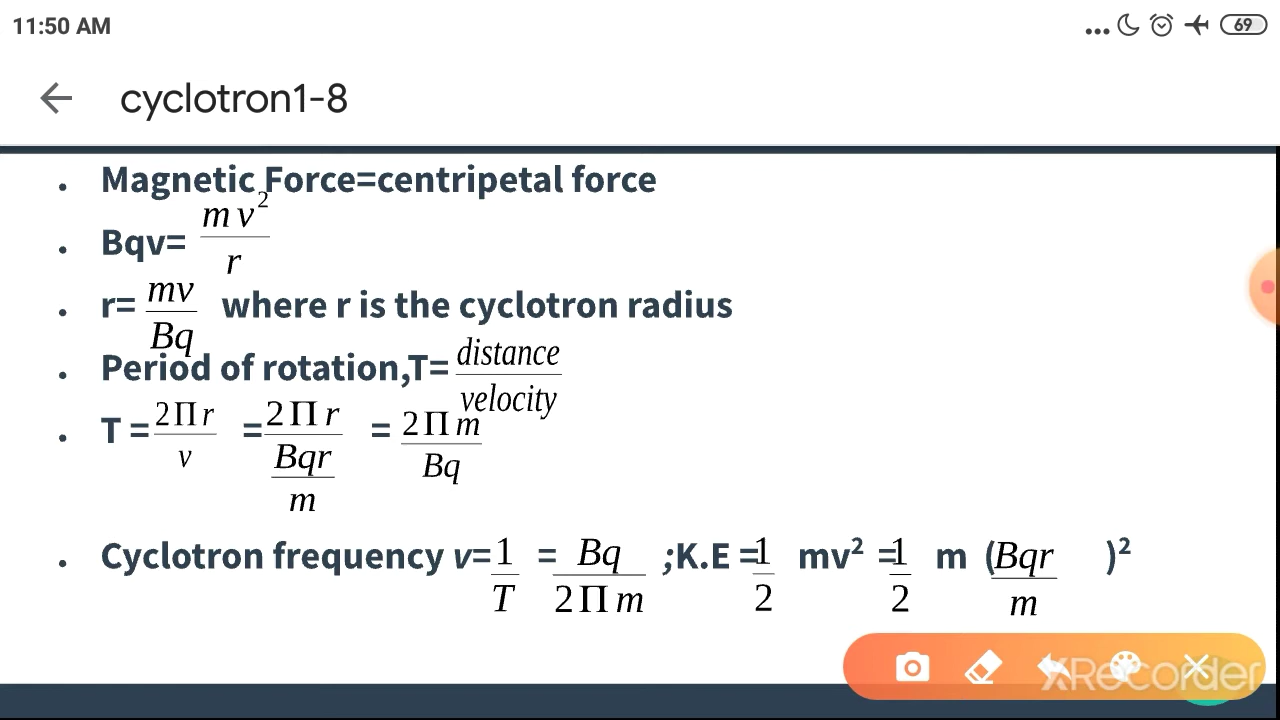 11:50 AM ... 69
cyclotron1-8
. Magnetic Force=centripetal force
. Bqv= mv²/r
. r= mv/Bq where r is the cyclotron radius
. Period of rotation,T= distance/velocity
. T = 2Πr/v = 2Πr/(Bqr/m) = 2Πm/Bq
. Cyclotron frequency v= 1/T = Bq/2Πm ;K.E = 1/2 mv² = 1/2 m (Bqr/m)²
XRecorder